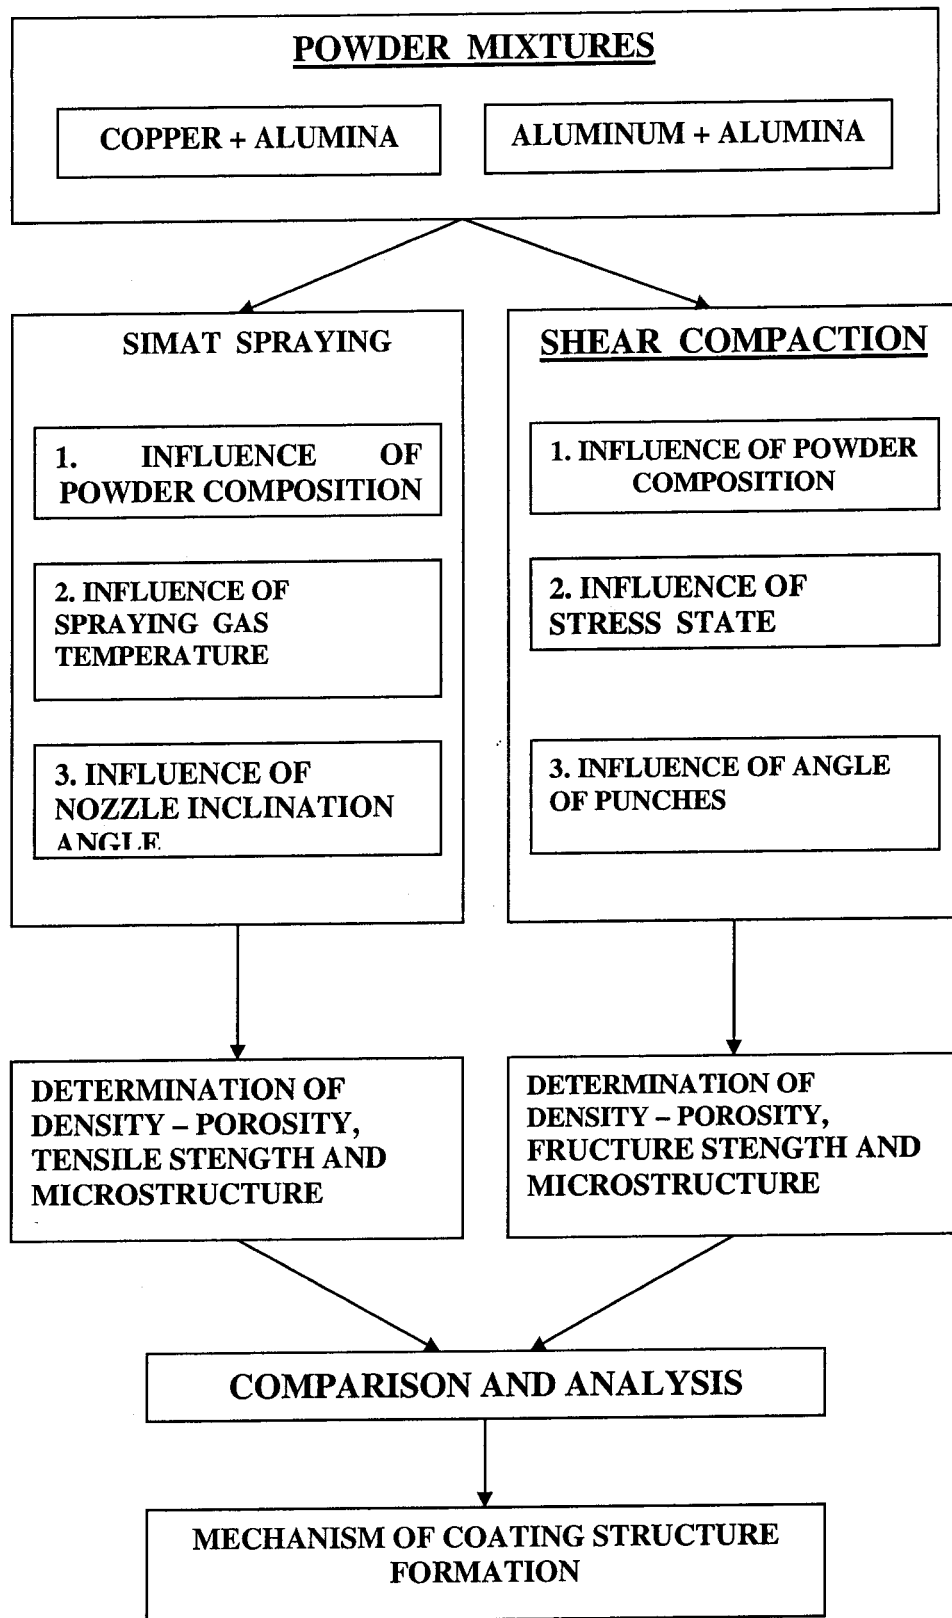 POWDER MIXTURES
COPPER + ALUMINA
ALUMINUM + ALUMINA
SIMAT SPRAYING
1. INFLUENCE OF
POWDER COMPOSITION
2. INFLUENCE OF
SPRAYING GAS
TEMPERATURE
3. INFLUENCE OF
NOZZLE INCLINATION
ANGLE
SHEAR COMPACTION
1. INFLUENCE OF POWDER
COMPOSITION
2. INFLUENCE OF
STRESS STATE
3. INFLUENCE OF ANGLE
OF PUNCHES
DETERMINATION OF
DENSITY – POROSITY,
TENSILE STENGTH AND
MICROSTRUCTURE
DETERMINATION OF
DENSITY – POROSITY,
FRUCTURE STENGTH AND
MICROSTRUCTURE
COMPARISON AND ANALYSIS
MECHANISM OF COATING STRUCTURE
FORMATION